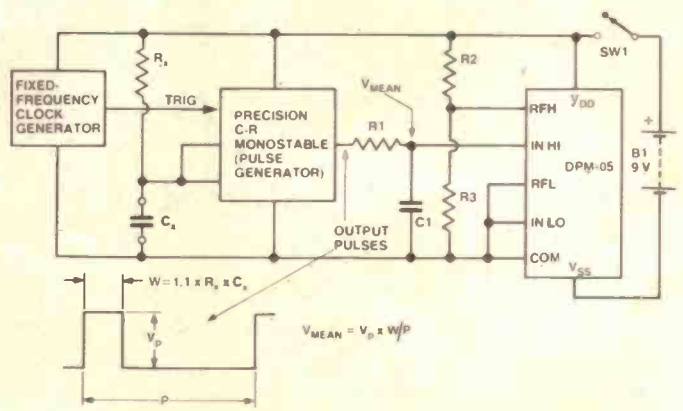 FIXED-
FREQUENCY
CLOCK
GENERATOR
TRIG
Rx
Cx
PRECISION
C-R
MONOSTABLE
(PULSE
GENERATOR)
R1
VMEAN
C1
OUTPUT
PULSES
R2
R3
VDD
RFH
IN HI
DPM-05
RFL
IN LO
COM
VSS
SW1
+
B1
9 V
W = 1.1 x Rx x Cx
Vp
P
VMEAN = Vp x W/P